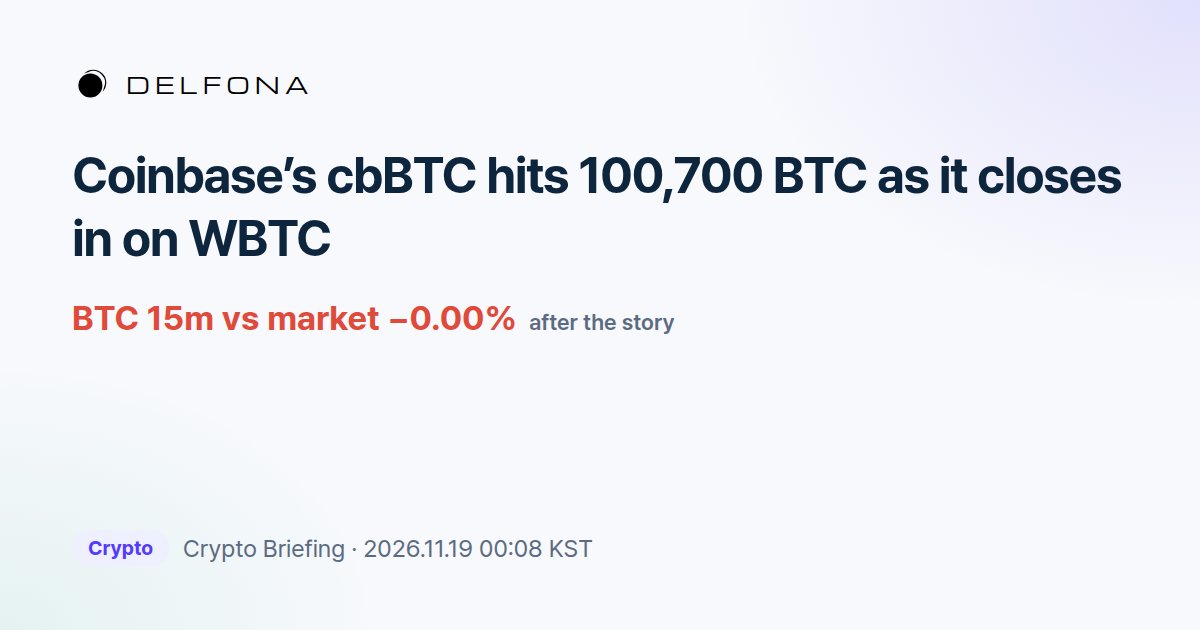 DELFONA
Coinbase’s cbBTC hits 100,700 BTC as it closes
in on WBTC
BTC 15m vs market −0.00% after the story
Crypto Crypto Briefing · 2026.11.19 00:08 KST